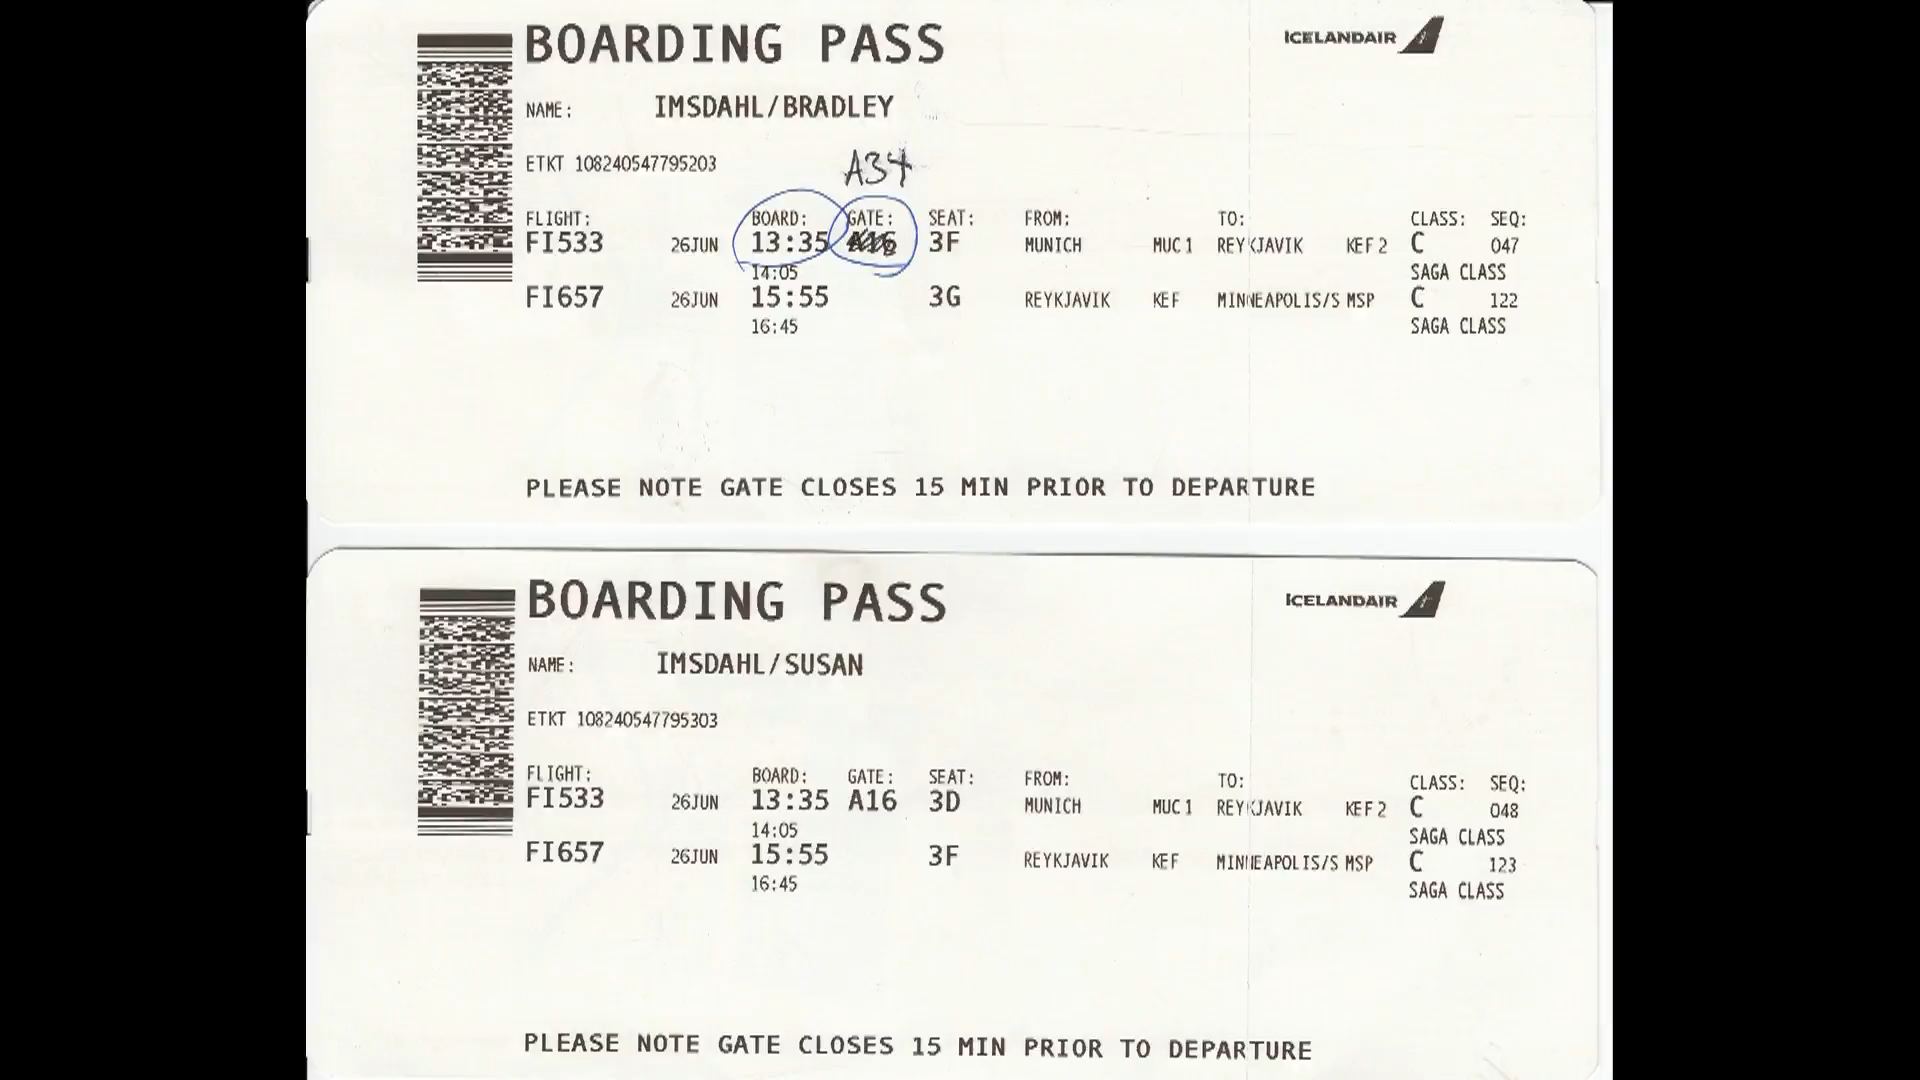 BOARDING PASS ICELANDAIR
NAME: IMSDAHL/BRADLEY
ETKT 108240547795203
A34
FLIGHT: BOARD: GATE: SEAT: FROM: TO: CLASS: SEQ:
FI533 26JUN 13:35 A16 3F MUNICH MUC 1 REYKJAVIK KEF 2 C 047
14:05 SAGA CLASS
FI657 26JUN 15:55 3G REYKJAVIK KEF MINNEAPOLIS/S MSP C 122
16:45 SAGA CLASS
PLEASE NOTE GATE CLOSES 15 MIN PRIOR TO DEPARTURE
BOARDING PASS ICELANDAIR
NAME: IMSDAHL/SUSAN
ETKT 108240547795303
FLIGHT: BOARD: GATE: SEAT: FROM: TO: CLASS: SEQ:
FI533 26JUN 13:35 A16 3D MUNICH MUC 1 REYKJAVIK KEF 2 C 048
14:05 SAGA CLASS
FI657 26JUN 15:55 3F REYKJAVIK KEF MINNEAPOLIS/S MSP C 123
16:45 SAGA CLASS
PLEASE NOTE GATE CLOSES 15 MIN PRIOR TO DEPARTURE